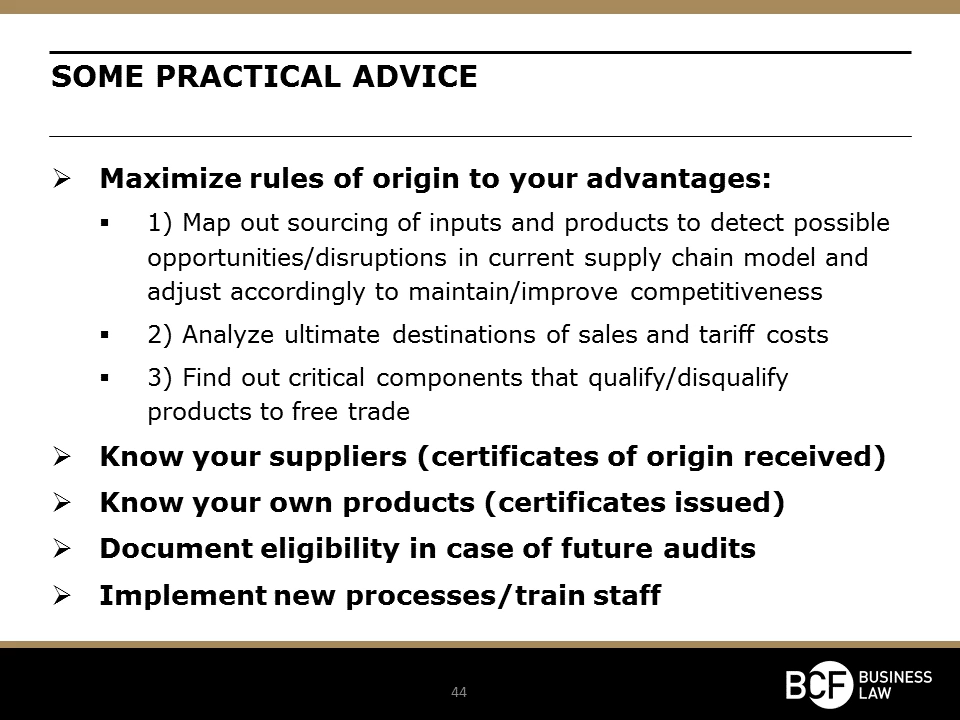 SOME PRACTICAL ADVICE
➢ Maximize rules of origin to your advantages:
▪ 1) Map out sourcing of inputs and products to detect possible
opportunities/disruptions in current supply chain model and
adjust accordingly to maintain/improve competitiveness
▪ 2) Analyze ultimate destinations of sales and tariff costs
▪ 3) Find out critical components that qualify/disqualify
products to free trade
➢ Know your suppliers (certificates of origin received)
➢ Know your own products (certificates issued)
➢ Document eligibility in case of future audits
➢ Implement new processes/train staff
44
BCF BUSINESS
LAW